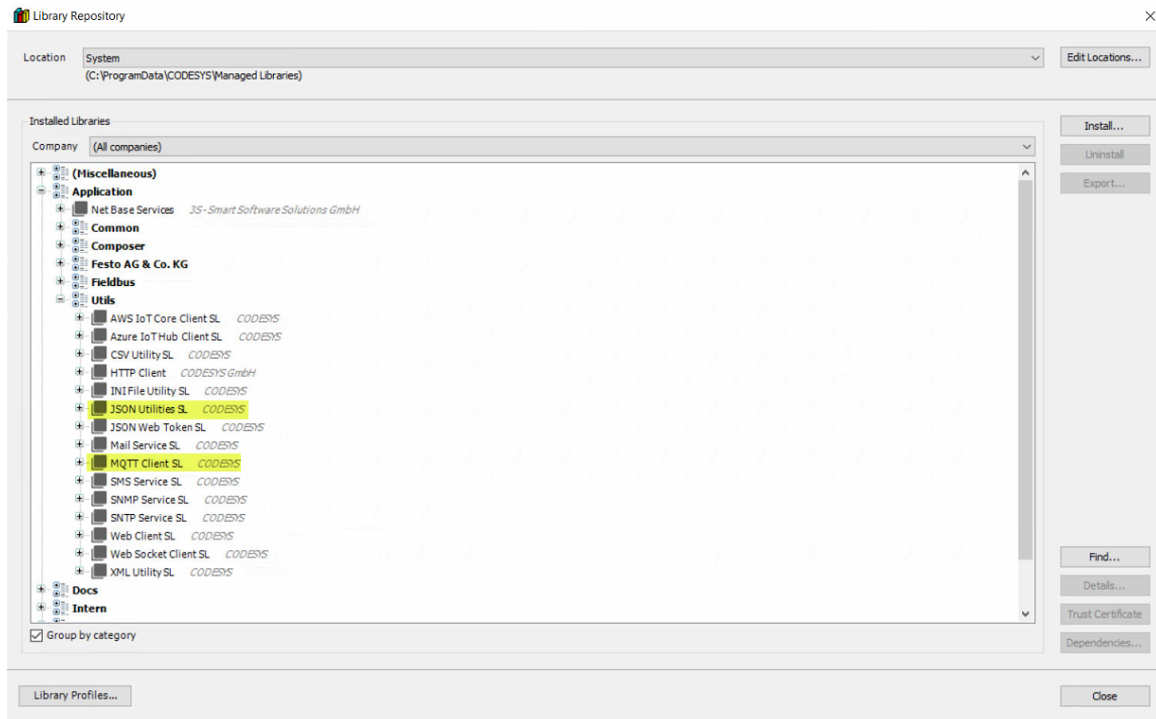 Library Repository
Location System Edit Locations...
(C:\ProgramData\CODESYS\Managed Libraries)
Installed Libraries
Install...
Company (All companies)
Uninstall
(Miscellaneous)
Export...
Application
Net Base Services 3S-Smart Software Solutions GmbH
Common
Composer
Festo AG & Co. KG
Fieldbus
Utils
AWS IoT Core Client SL CODESYS
Azure IoT Hub Client SL CODESYS
CSV Utility SL CODESYS
HTTP Client CODESYS GmbH
INI File Utility SL CODESYS
JSON Utilities SL CODESYS
JSON Web Token SL CODESYS
Mail Service SL CODESYS
MQTT Client SL CODESYS
SMS Service SL CODESYS
SNMP Service SL CODESYS
SNTP Service SL CODESYS
Web Client SL CODESYS
Web Socket Client SL CODESYS
Find...
XML Utility SL CODESYS
Details...
Docs
Intern
Trust Certificate
Group by category
Dependencies...
Library Profiles... Close